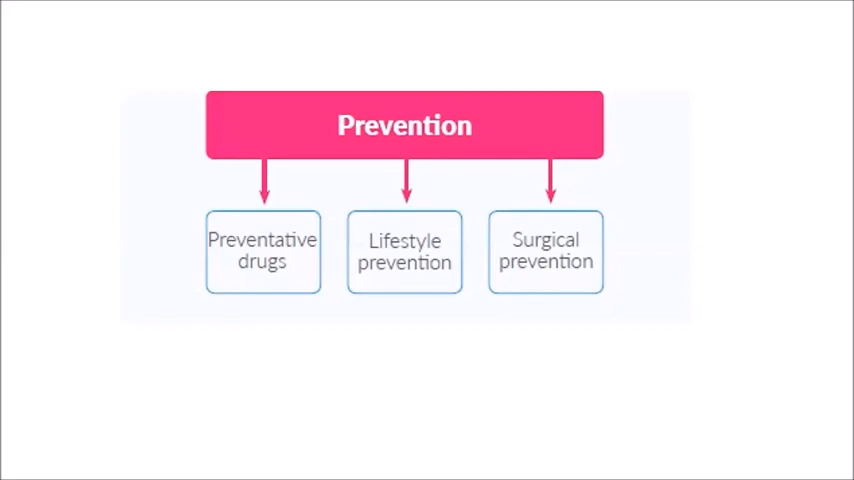 Prevention
Preventative
drugs
Lifestyle
prevention
Surgical
prevention